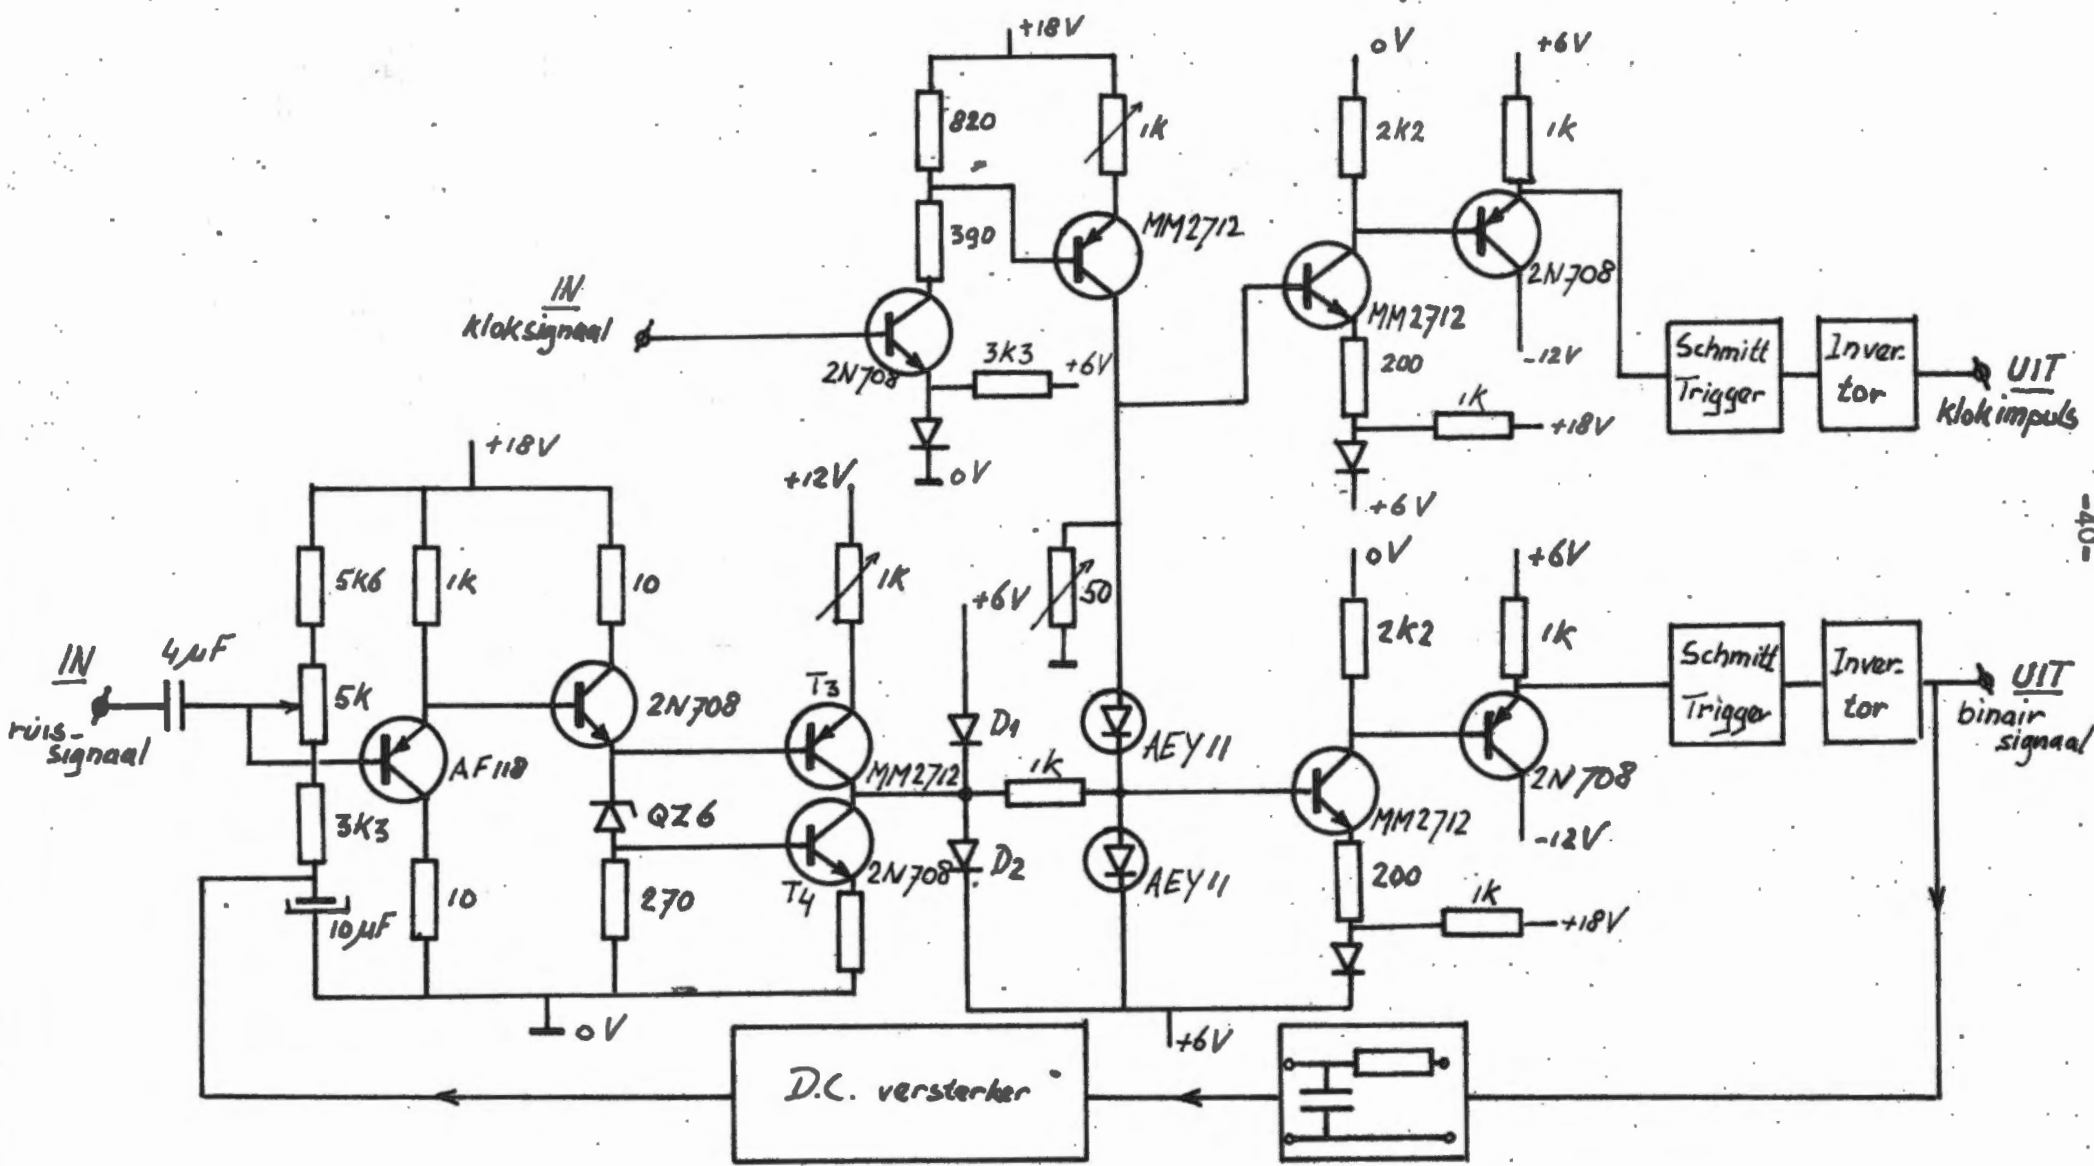 +18V
0V
+6V
820
1k
2k2
1k
390
MM2712
2N708
IN
kloksignaal
MM2712
2N708
3k3
+6V
200
-12V
Schmitt
Trigger
Inver-
tor
UIT
klokimpuls
1k
+18V
0V
+6V
+18V
+12V
-40-
0V
+6V
5k6
1k
10
1k
+6V
50
2k2
1k
IN
4µF
ruis-
signaal
5k
AF118
2N708
T3
MM2712
D1
1k
AEY11
Schmitt
Trigger
Inver-
tor
UIT
binair
signaal
2N708
MM2712
-12V
3k3
QZ6
T4
2N708
D2
AEY11
200
1k
+18V
10µF
10
270
0V
+6V
D.C. versterker